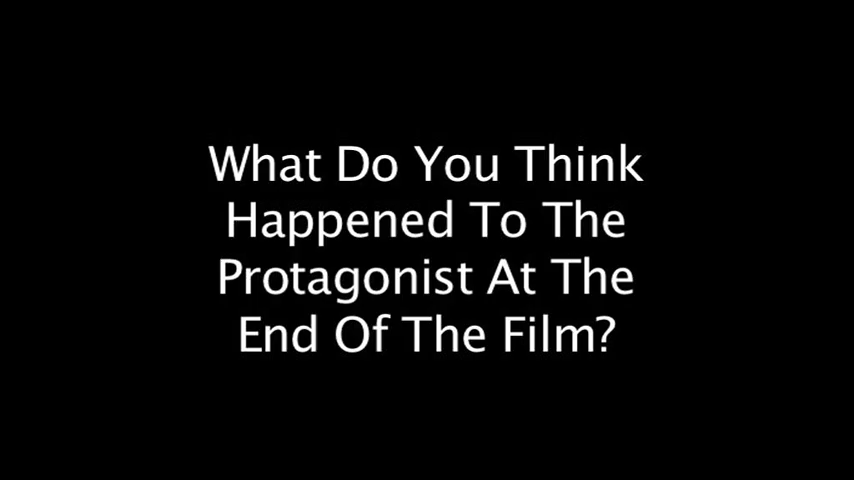 What Do You Think
Happened To The
Protagonist At The
End Of The Film?